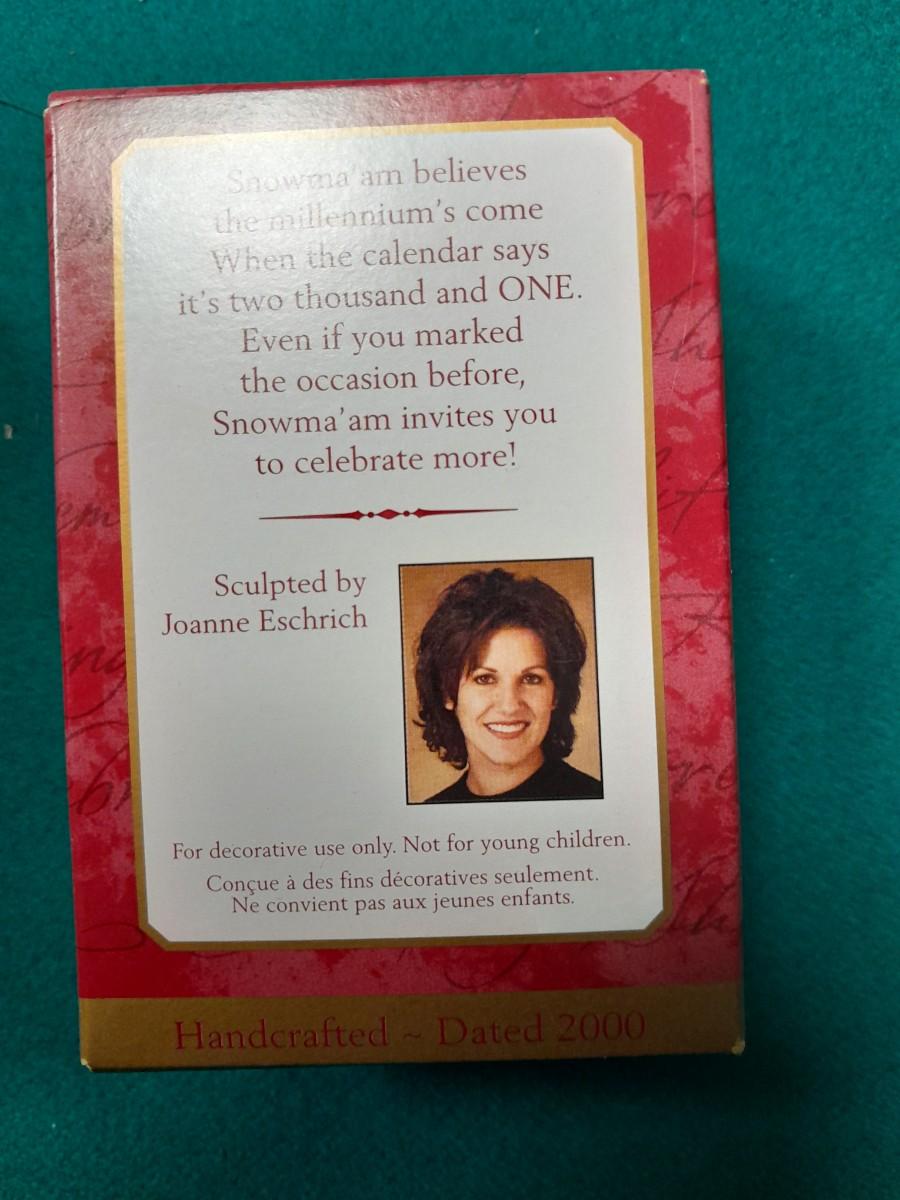 Snowma'am believes
the millennium's come
When the calendar says
it's two thousand and ONE.
Even if you marked
the occasion before,
Snowma'am invites you
to celebrate more!
Sculpted by
Joanne Eschrich
For decorative use only. Not for young children.
Conçue à des fins décoratives seulement.
Ne convient pas aux jeunes enfants.
Handcrafted ~ Dated 2000